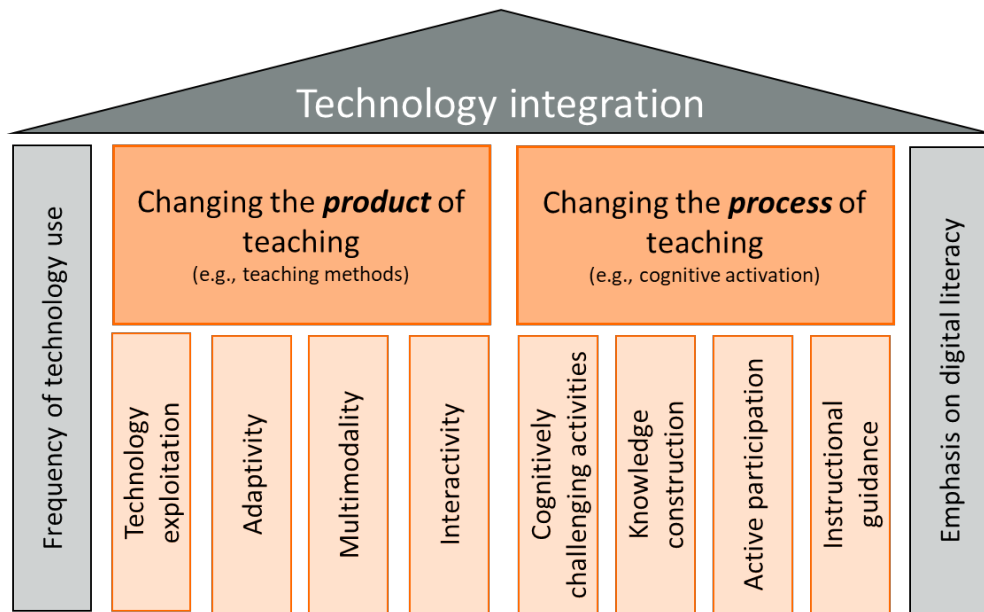 Technology integration
Frequency of technology use
Changing the product of
teaching
(e.g., teaching methods)
Technology
exploitation
Adaptivity
Multimodality
Interactivity
Changing the process of
teaching
(e.g., cognitive activation)
Cognitively
challenging activities
Knowledge
construction
Active participation
Instructional
guidance
Emphasis on digital literacy